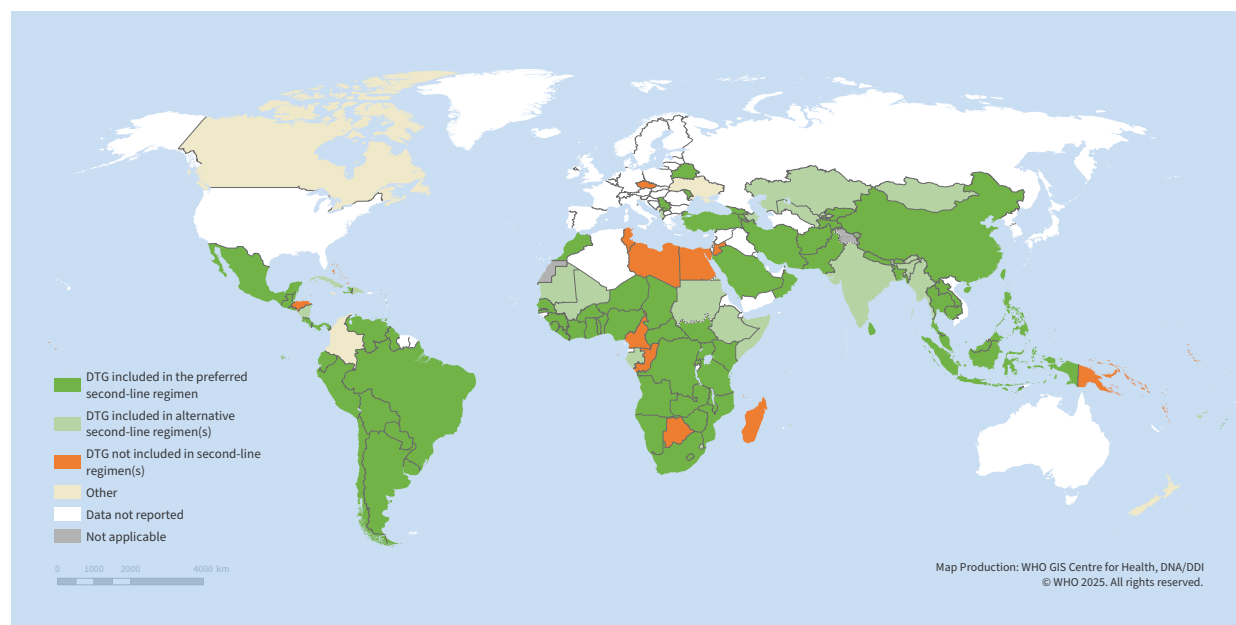 DTG included in the preferred
second-line regimen
DTG included in alternative
second-line regimen(s)
DTG not included in second-line
regimen(s)
Other
Data not reported
Not applicable
0 1000 2000 4000 km
Map Production: WHO GIS Centre for Health, DNA/DDI
© WHO 2025. All rights reserved.